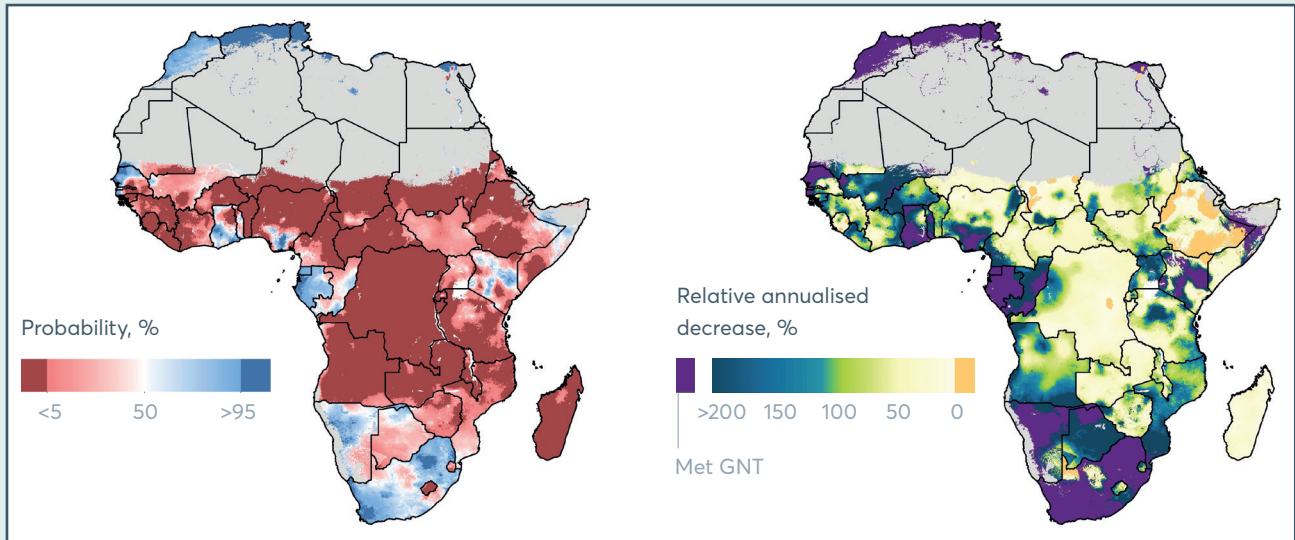 Probability, %
<5 50 >95
Relative annualised
decrease, %
>200 150 100 50 0
Met GNT